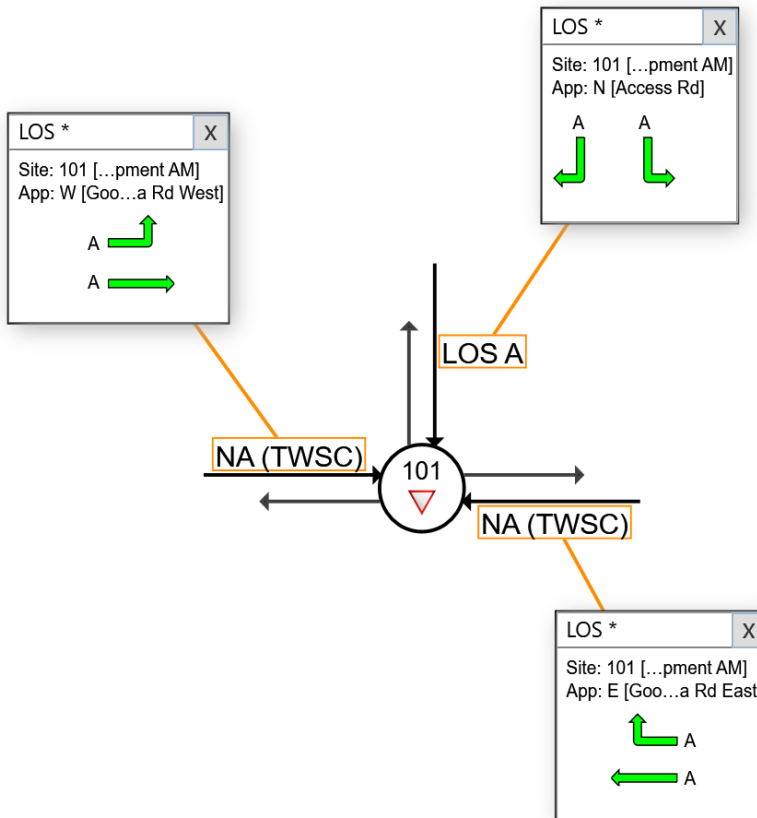 LOS *
X
Site: 101 [...pment AM]
App: N [Access Rd]
A
A
LOS *
X
Site: 101 [...pment AM]
App: W [Goo...a Rd West]
A
A
LOS A
NA (TWSC)
101
NA (TWSC)
LOS *
X
Site: 101 [...pment AM]
App: E [Goo...a Rd East
A
A